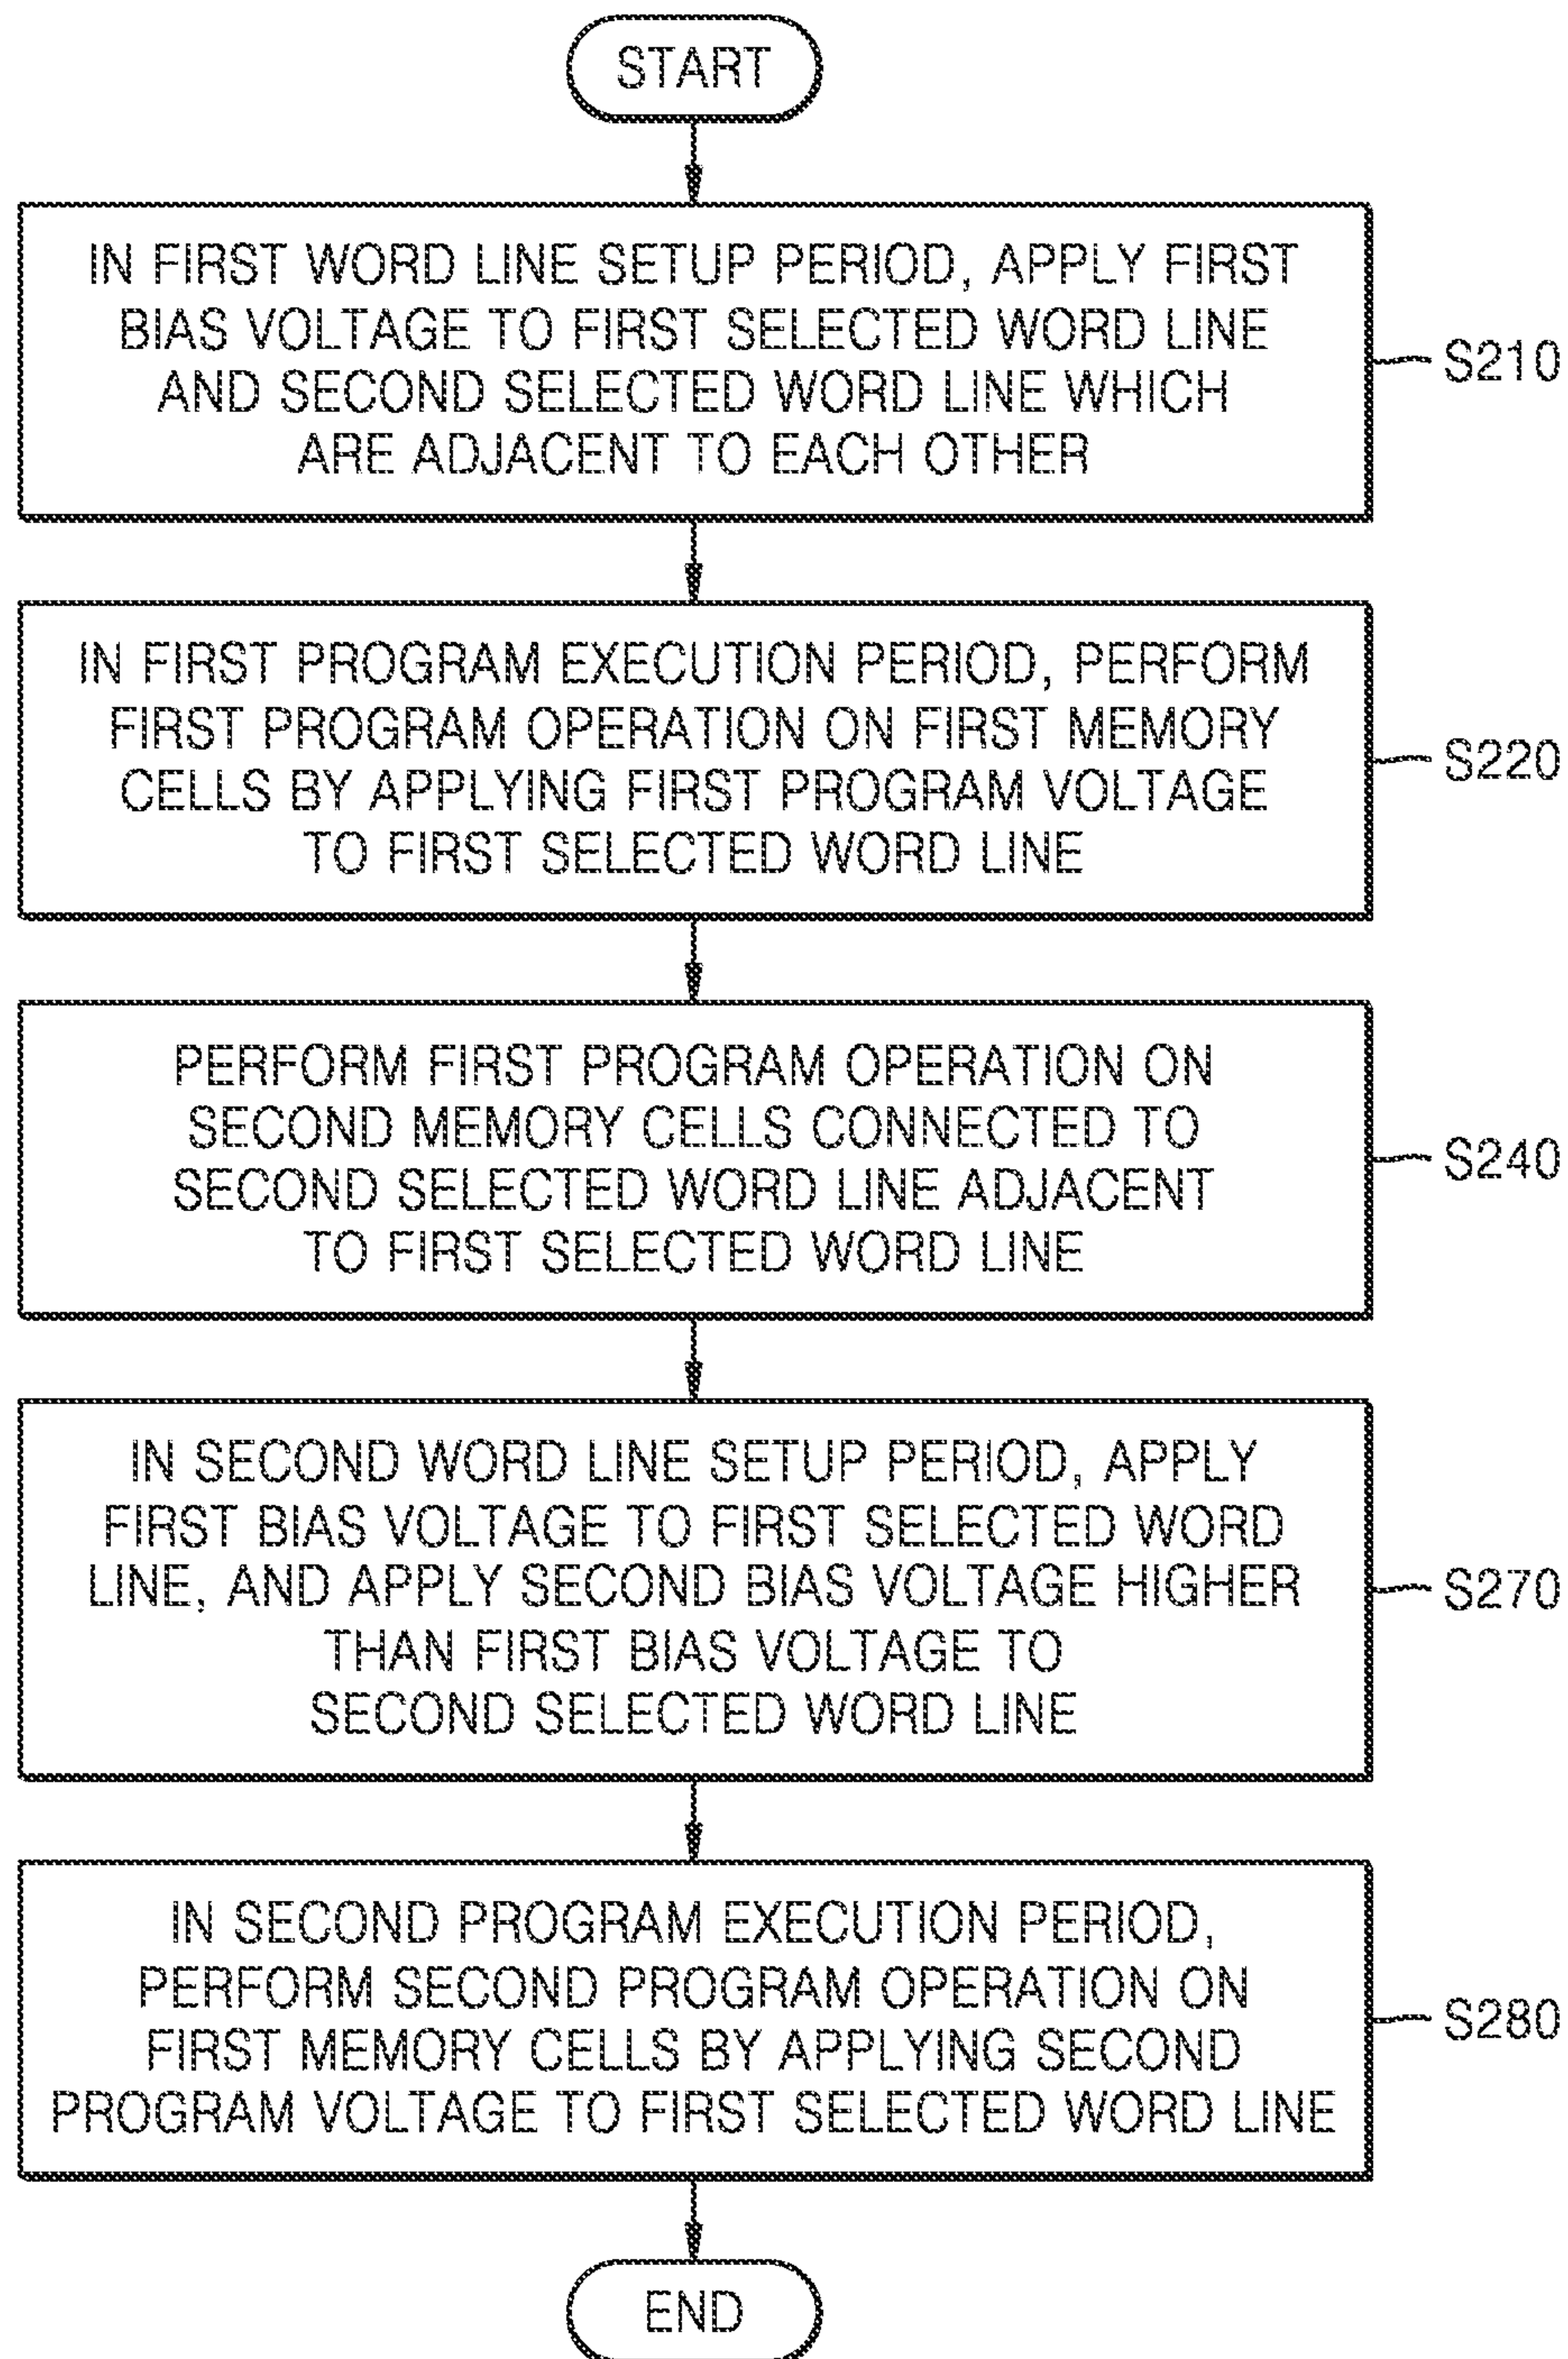 START
IN FIRST WORD LINE SETUP PERIOD, APPLY FIRST
BIAS VOLTAGE TO FIRST SELECTED WORD LINE
AND SECOND SELECTED WORD LINE WHICH
ARE ADJACENT TO EACH OTHER
S210
IN FIRST PROGRAM EXECUTION PERIOD, PERFORM
FIRST PROGRAM OPERATION ON FIRST MEMORY
CELLS BY APPLYING FIRST PROGRAM VOLTAGE
TO FIRST SELECTED WORD LINE
S220
PERFORM FIRST PROGRAM OPERATION ON
SECOND MEMORY CELLS CONNECTED TO
SECOND SELECTED WORD LINE ADJACENT
TO FIRST SELECTED WORD LINE
S240
IN SECOND WORD LINE SETUP PERIOD, APPLY
FIRST BIAS VOLTAGE TO FIRST SELECTED WORD
LINE, AND APPLY SECOND BIAS VOLTAGE HIGHER
THAN FIRST BIAS VOLTAGE TO
SECOND SELECTED WORD LINE
S270
IN SECOND PROGRAM EXECUTION PERIOD,
PERFORM SECOND PROGRAM OPERATION ON
FIRST MEMORY CELLS BY APPLYING SECOND
PROGRAM VOLTAGE TO FIRST SELECTED WORD LINE
S280
END